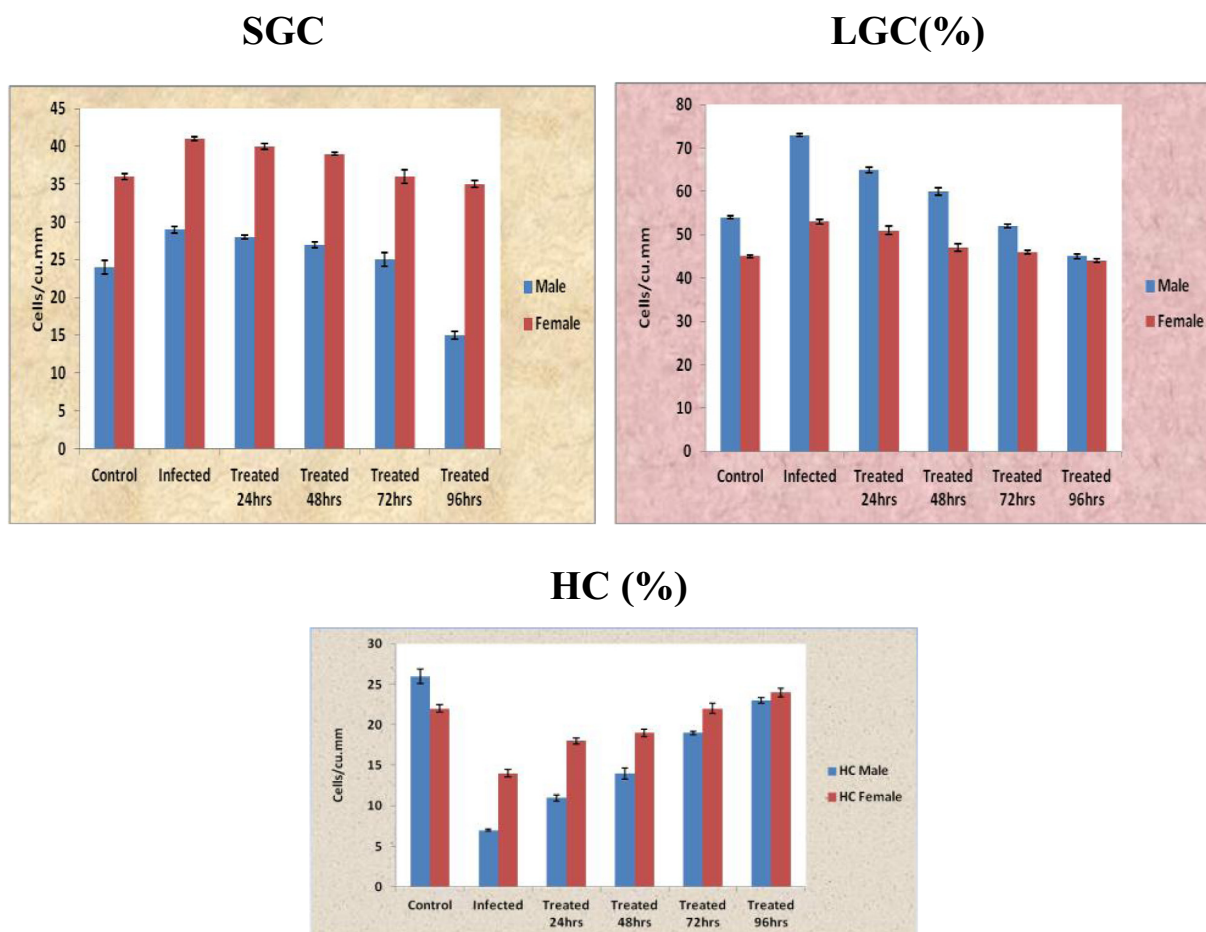 SGC
45
40
35
30
25
20
15
10
5
0
Cells/cu.mm
Control Infected Treated Treated Treated Treated
24hrs 48hrs 72hrs 96hrs
Male
Female
LGC(%)
80
70
60
50
40
30
20
10
0
Cells/cu.mm
Control Infected Treated Treated Treated Treated
24hrs 48hrs 72hrs 96hrs
Male
Female
HC (%)
30
25
20
15
10
5
0
Cells/cu.mm
Control Infected Treated Treated Treated Treated
24hrs 48hrs 72hrs 96hrs
HC Male
HC Female